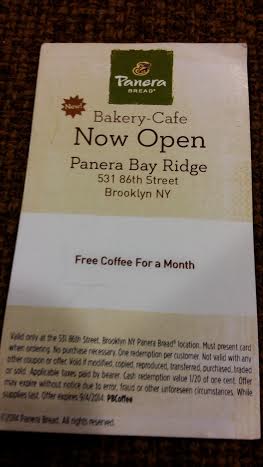 Panera
BREAD®
New!
Bakery-Cafe
Now Open
Panera Bay Ridge
531 86th Street
Brooklyn NY
Free Coffee For a Month
Valid only at the 531 86th Street, Brooklyn NY Panera Bread® location. Must present card
when ordering. No purchase necessary. One redemption per customer. Not valid with any
other coupon or offer. Void if modified, copied, reproduced, transferred, purchased, traded
or sold. Applicable taxes paid by bearer. Cash redemption value 1/20 of one cent. Offer
may expire without notice due to error, fraud or other unforeseen circumstances. While
supplies last. Offer expires 9/4/2014. PBCoffee
©2014 Panera Bread. All rights reserved.